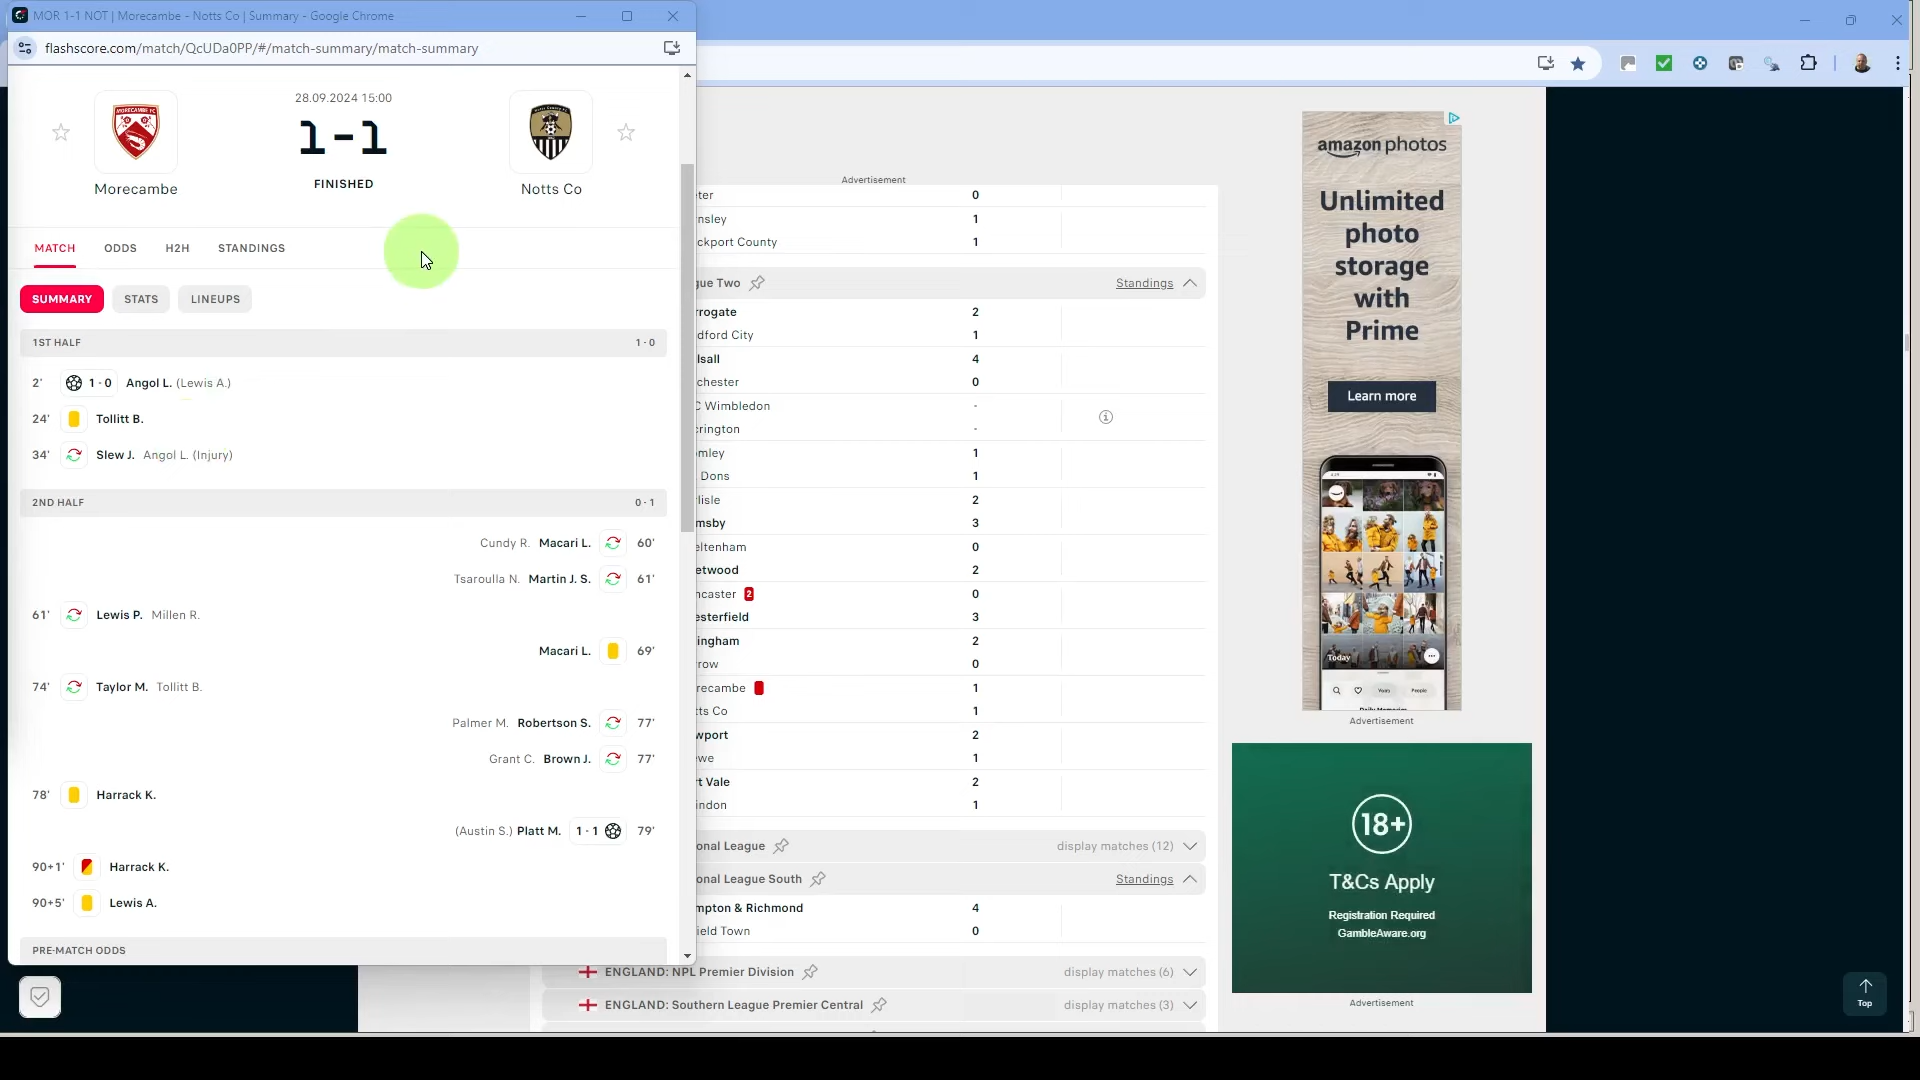 MOR 1-1 NOT | Morecambe - Notts Co | Summary - Google Chrome
flashscore.com/match/QcUDa0PP/#/match-summary/match-summary
28.09.2024 15:00
1-1
FINISHED
Morecambe
Notts Co
MATCH ODDS H2H STANDINGS
SUMMARY STATS LINEUPS
1ST HALF 1 - 0
2' 1 - 0 Angol L. (Lewis A.)
24' Tollitt B.
34' Slew J. Angol L. (Injury)
2ND HALF 0 - 1
Cundy R. Macari L. 60'
Tsaroulla N. Martin J. S. 61'
61' Lewis P. Millen R.
Macari L. 69'
74' Taylor M. Tollitt B.
Palmer M. Robertson S. 77'
Grant C. Brown J. 77'
78' Harrack K.
(Austin S.) Platt M. 1 - 1 79'
90+1' Harrack K.
90+5' Lewis A.
PRE-MATCH ODDS
Advertisement
ter 0
nsley 1
ckport County 1
gue Two Standings
rrogate 2
dford City 1
lsall 4
chester 0
C Wimbledon -
crington -
omley 1
Dons 1
lisle 2
msby 3
eltenham 0
etwood 2
ncaster 2 0
esterfield 3
ingham 2
rrow 0
recambe 1
tts Co 1
wport 2
we 1
t Vale 2
indon 1
onal League display matches (12)
onal League South Standings
mpton & Richmond 4
ield Town 0
ENGLAND: NPL Premier Division display matches (6)
ENGLAND: Southern League Premier Central display matches (3)
amazon photos
Unlimited
photo
storage
with
Prime
Learn more
Today
Advertisement
18+
T&Cs Apply
Registration Required
GambleAware.org
Advertisement
Top